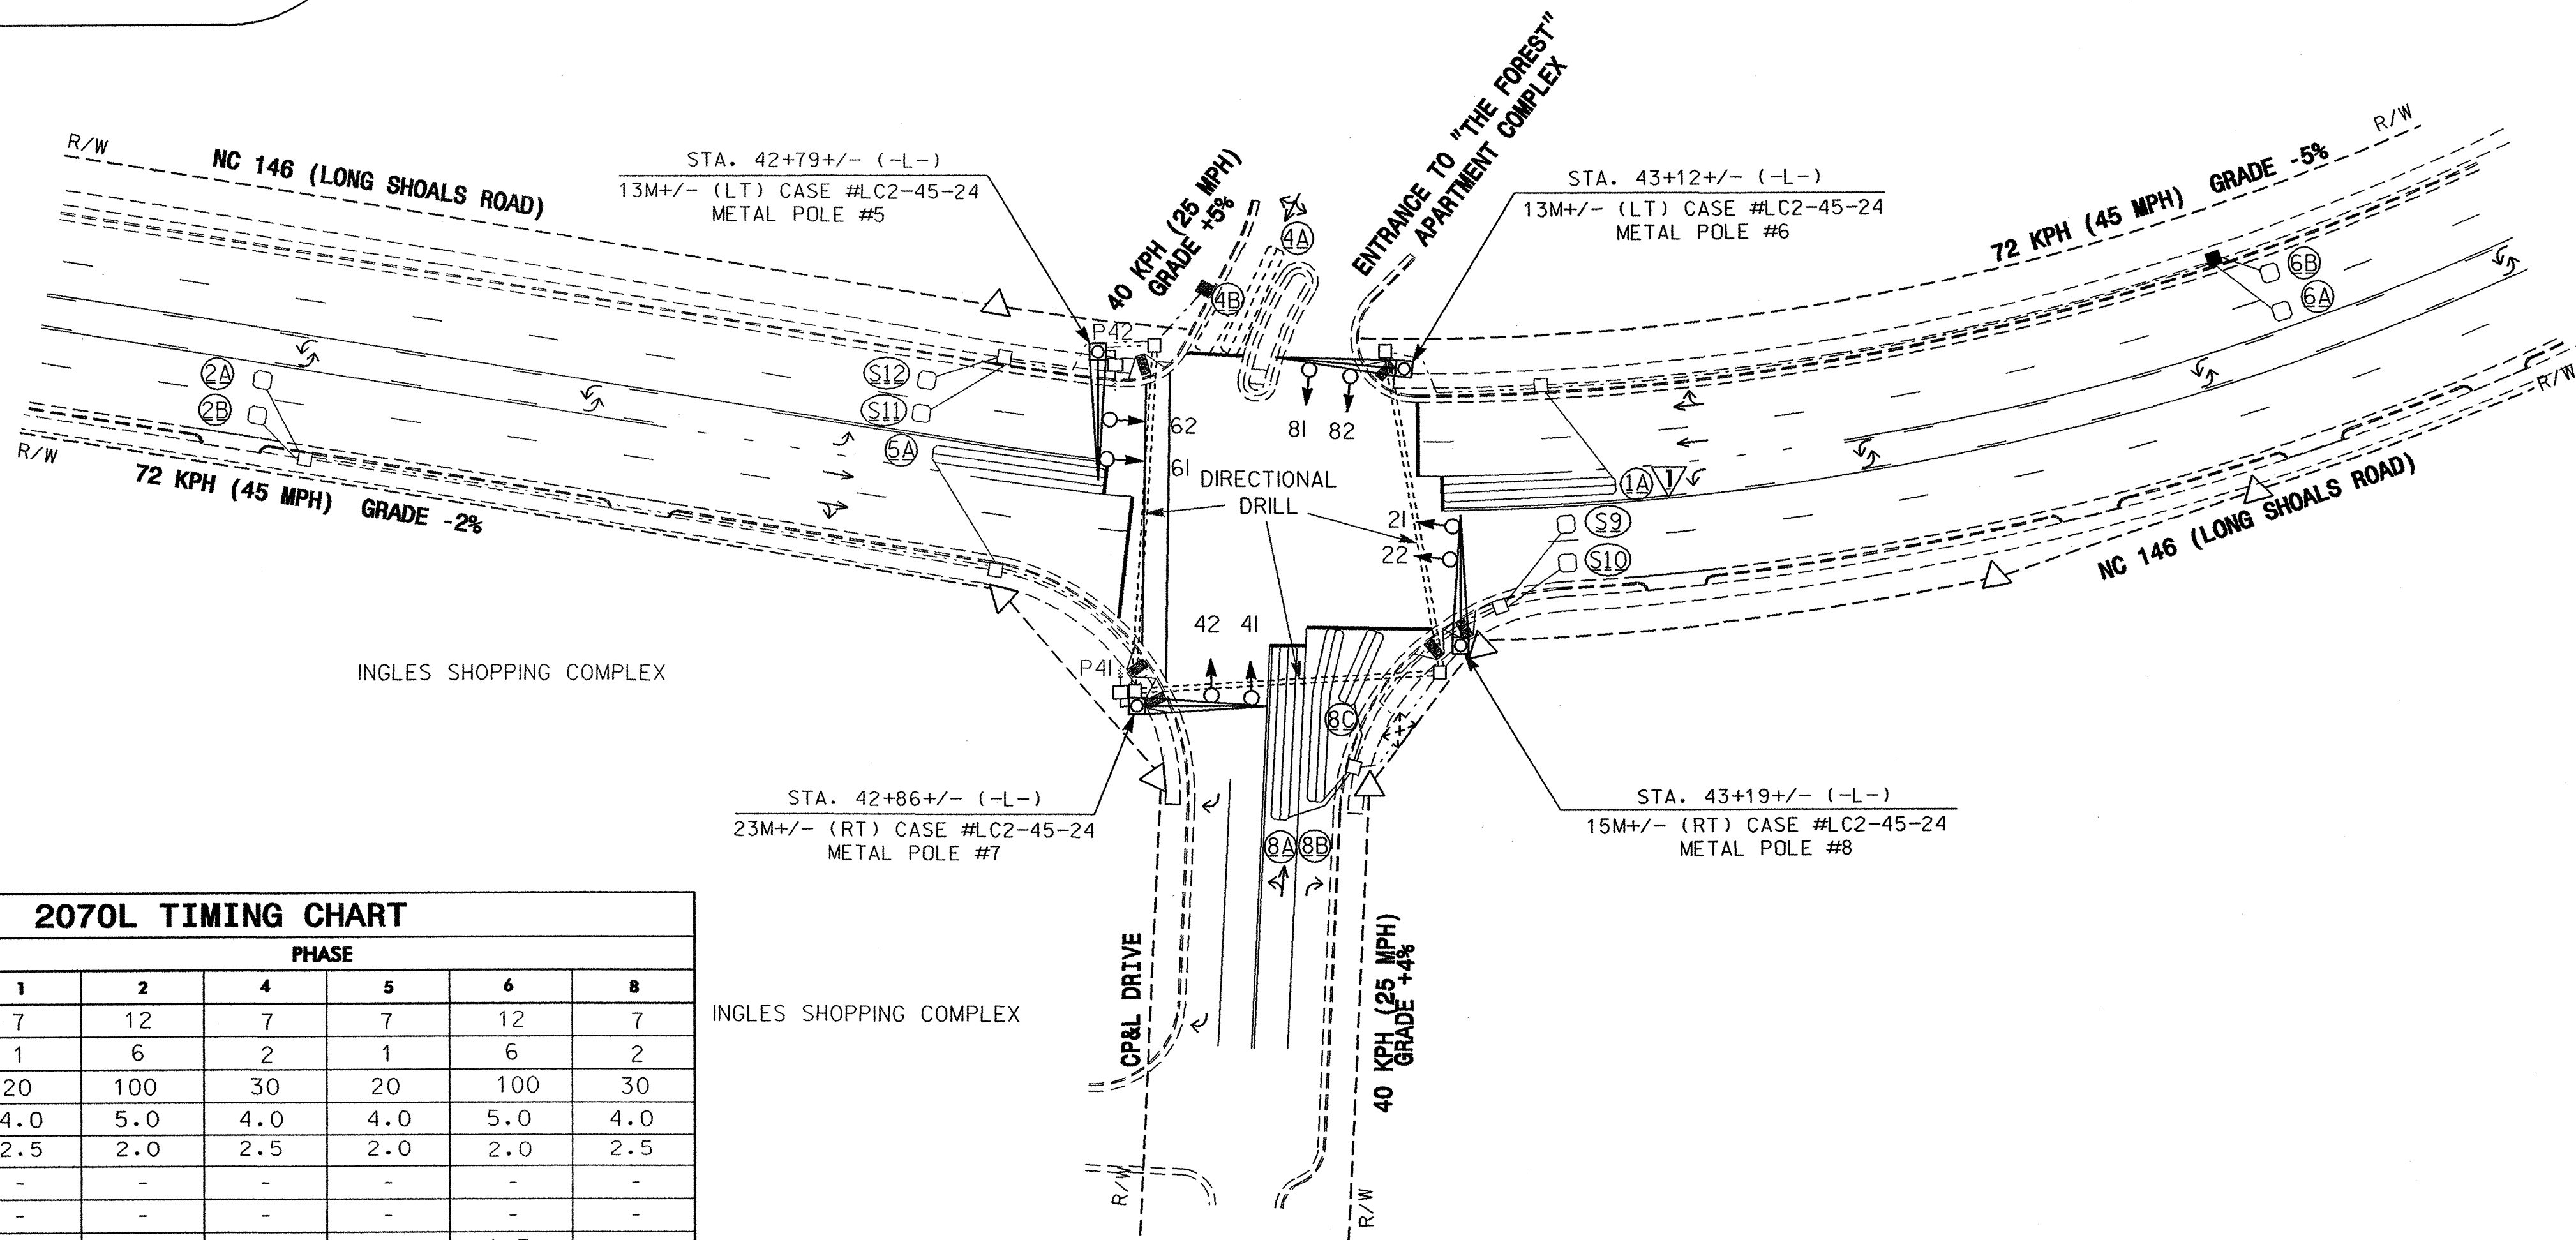 R/W
NC 146 (LONG SHOALS ROAD)
STA. 42+79+/- (-L-)
13M+/- (LT) CASE #LC2-45-24
METAL POLE #5
40 KPH (25 MPH)
GRADE +5%
4A
4B
ENTRANCE TO "THE FOREST"
APARTMENT COMPLEX
STA. 43+12+/- (-L-)
13M+/- (LT) CASE #LC2-45-24
METAL POLE #6
72 KPH (45 MPH) GRADE -5%
R/W
6B
6A
P42
2A
2B
S12
S11
5A
62
61
81 82
DIRECTIONAL
DRILL
21
22
1A
1
S9
S10
R/W
R/W
72 KPH (45 MPH) GRADE -2%
NC 146 (LONG SHOALS ROAD)
INGLES SHOPPING COMPLEX
42 41
P41
8C
STA. 42+86+/- (-L-)
23M+/- (RT) CASE #LC2-45-24
METAL POLE #7
STA. 43+19+/- (-L-)
15M+/- (RT) CASE #LC2-45-24
METAL POLE #8
8A 8B
CP&L DRIVE
40 KPH (25 MPH)
GRADE +4%
INGLES SHOPPING COMPLEX
R/W
R/W
2070L TIMING CHART
PHASE
1 2 4 5 6 8
7 12 7 7 12 7
1 6 2 1 6 2
20 100 30 20 100 30
4.0 5.0 4.0 4.0 5.0 4.0
2.5 2.0 2.5 2.0 2.0 2.5
- - - - - -
- - - - - -